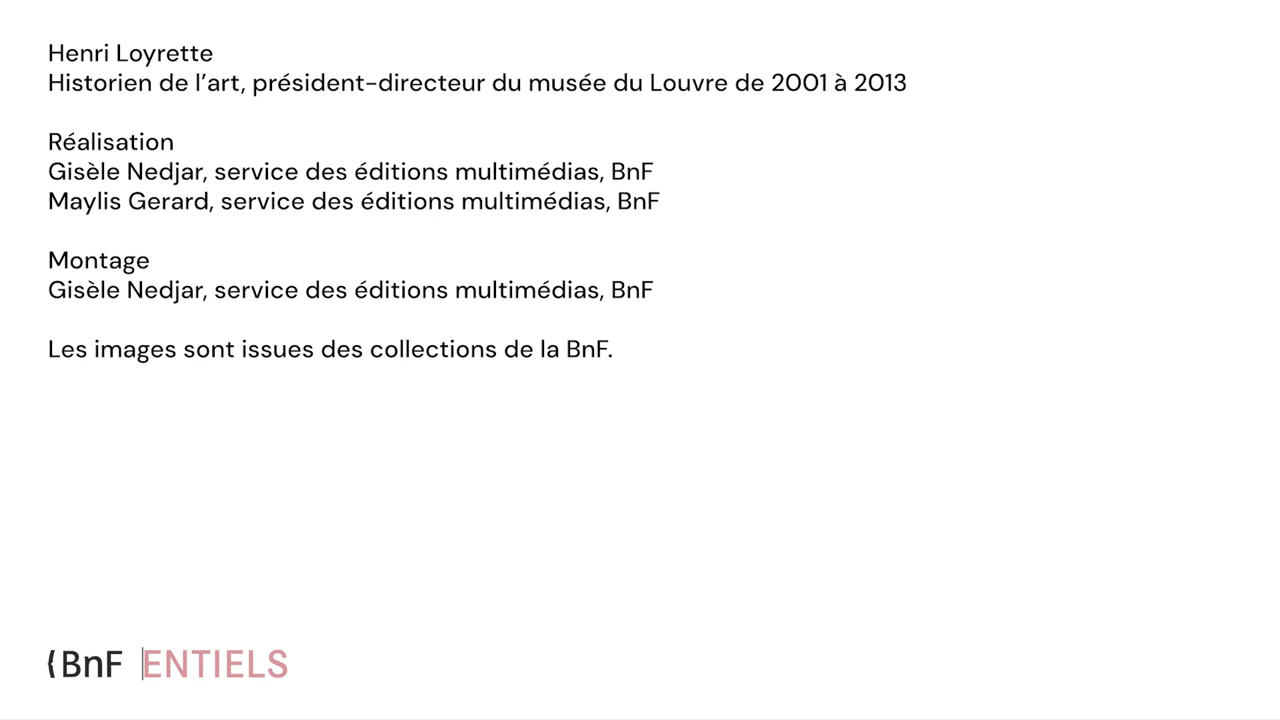 Henri Loyrette
Historien de l’art, président-directeur du musée du Louvre de 2001 à 2013
Réalisation
Gisèle Nedjar, service des éditions multimédias, BnF
Maylis Gerard, service des éditions multimédias, BnF
Montage
Gisèle Nedjar, service des éditions multimédias, BnF
Les images sont issues des collections de la BnF.
{BnF ENTIELS